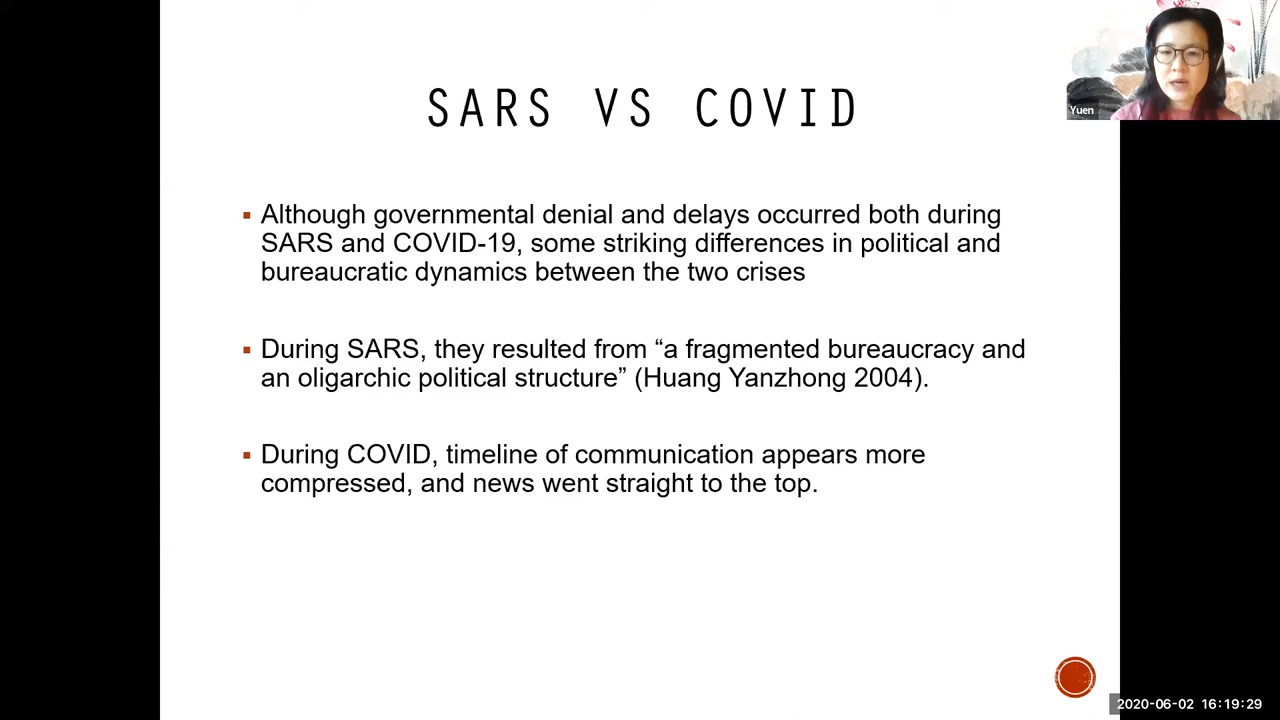 SARS VS COVID
Yuen
▪ Although governmental denial and delays occurred both during
SARS and COVID-19, some striking differences in political and
bureaucratic dynamics between the two crises
▪ During SARS, they resulted from “a fragmented bureaucracy and
an oligarchic political structure” (Huang Yanzhong 2004).
▪ During COVID, timeline of communication appears more
compressed, and news went straight to the top.
2020-06-02 16:19:29